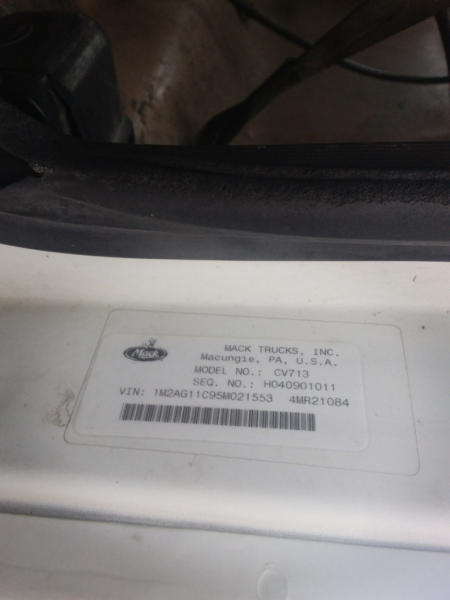 Mack
MACK TRUCKS, INC.
Macungie, PA, U.S.A.
MODEL NO.: CV713
SEQ. NO.: H040901011
VIN: 1M2AG11C95M021553 4MR21084